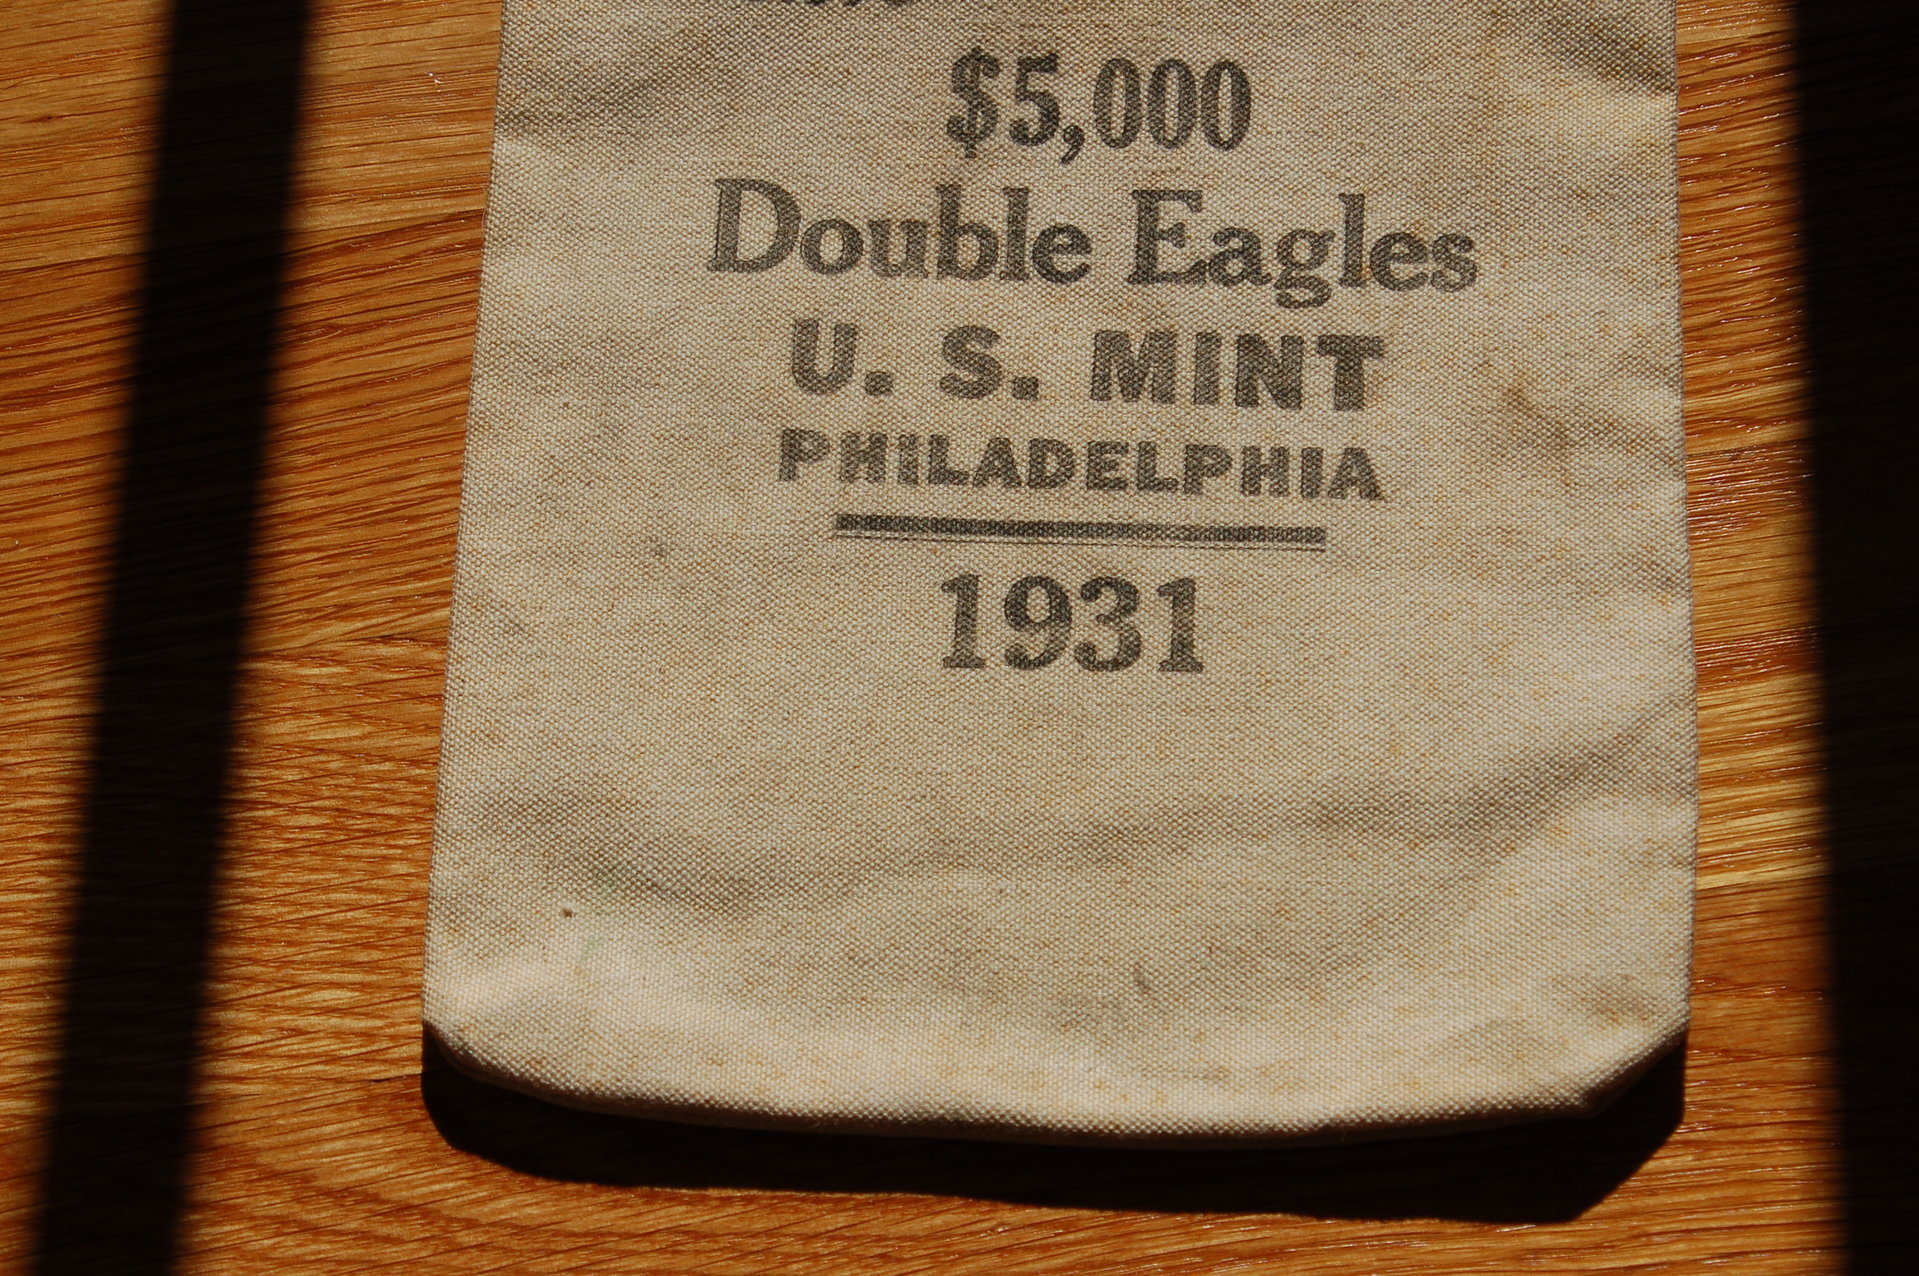 $5,000
Double Eagles
U. S. MINT
PHILADELPHIA
1931